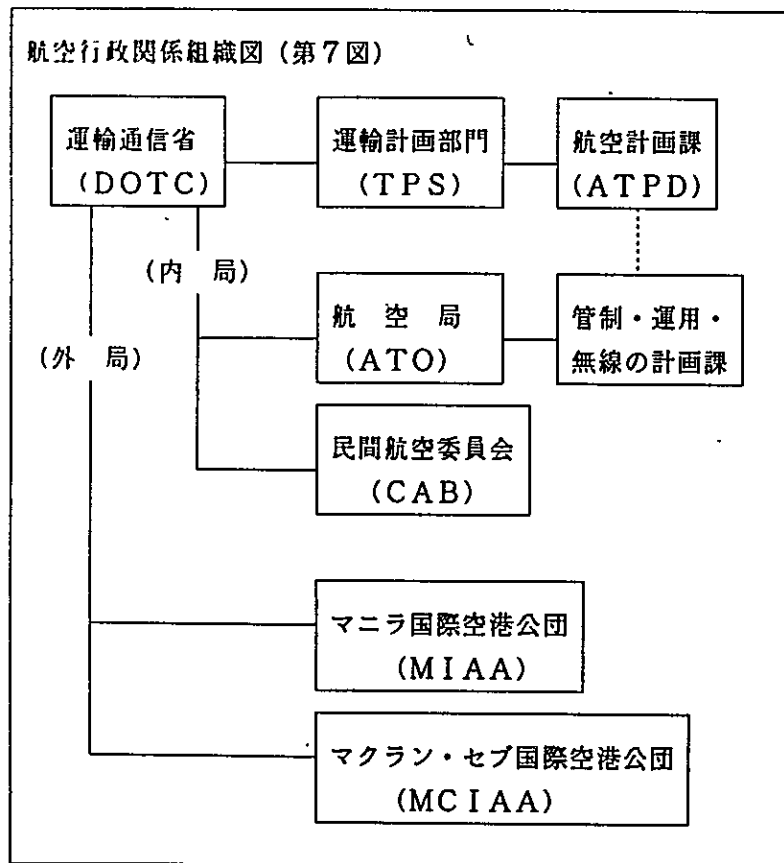 航空行政関係組織図(第7図)
運輸通信省
(DOTC)
運輸計画部門
(TPS)
航空計画課
(ATPD)
(内 局)
(外 局)
航 空 局
(ATO)
管制・運用・
無線の計画課
民間航空委員会
(CAB)
マニラ国際空港公団
(MIAA)
マクラン・セブ国際空港公団
(MCIAA)